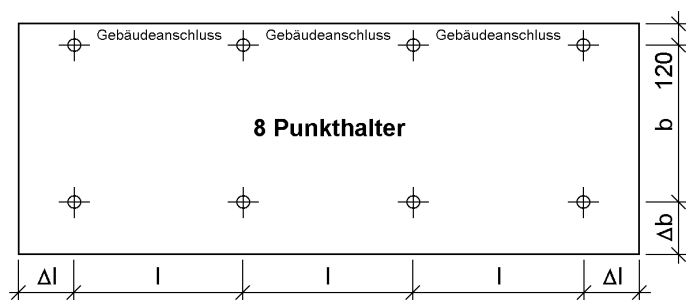 Gebäudeanschluss Gebäudeanschluss Gebäudeanschluss
120
8 Punkthalter
b
Δb
Δl l l l Δl